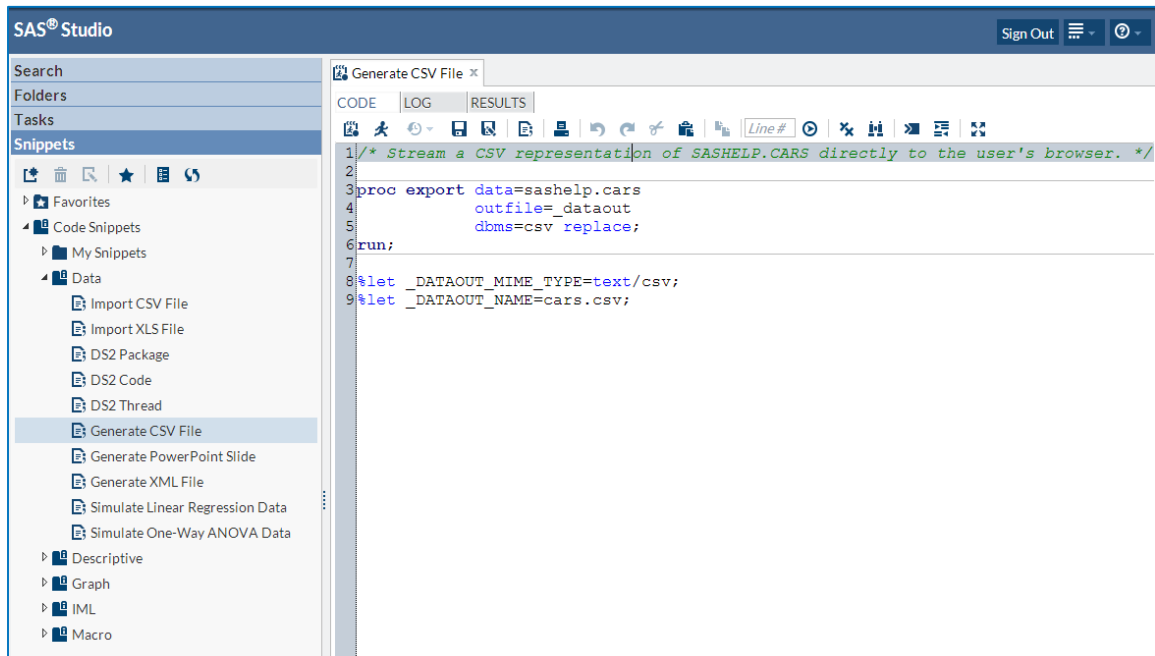 SAS® Studio
Sign Out
Search
Folders
Tasks
Snippets
Favorites
Code Snippets
My Snippets
Data
Import CSV File
Import XLS File
DS2 Package
DS2 Code
DS2 Thread
Generate CSV File
Generate PowerPoint Slide
Generate XML File
Simulate Linear Regression Data
Simulate One-Way ANOVA Data
Descriptive
Graph
IML
Macro
Generate CSV File x
CODE LOG RESULTS
Line #
1 /* Stream a CSV representation of SASHELP.CARS directly to the user's browser. */
2
3 proc export data=sashelp.cars
4 outfile=_dataout
5 dbms=csv replace;
6 run;
7
8 %let _DATAOUT_MIME_TYPE=text/csv;
9 %let _DATAOUT_NAME=cars.csv;